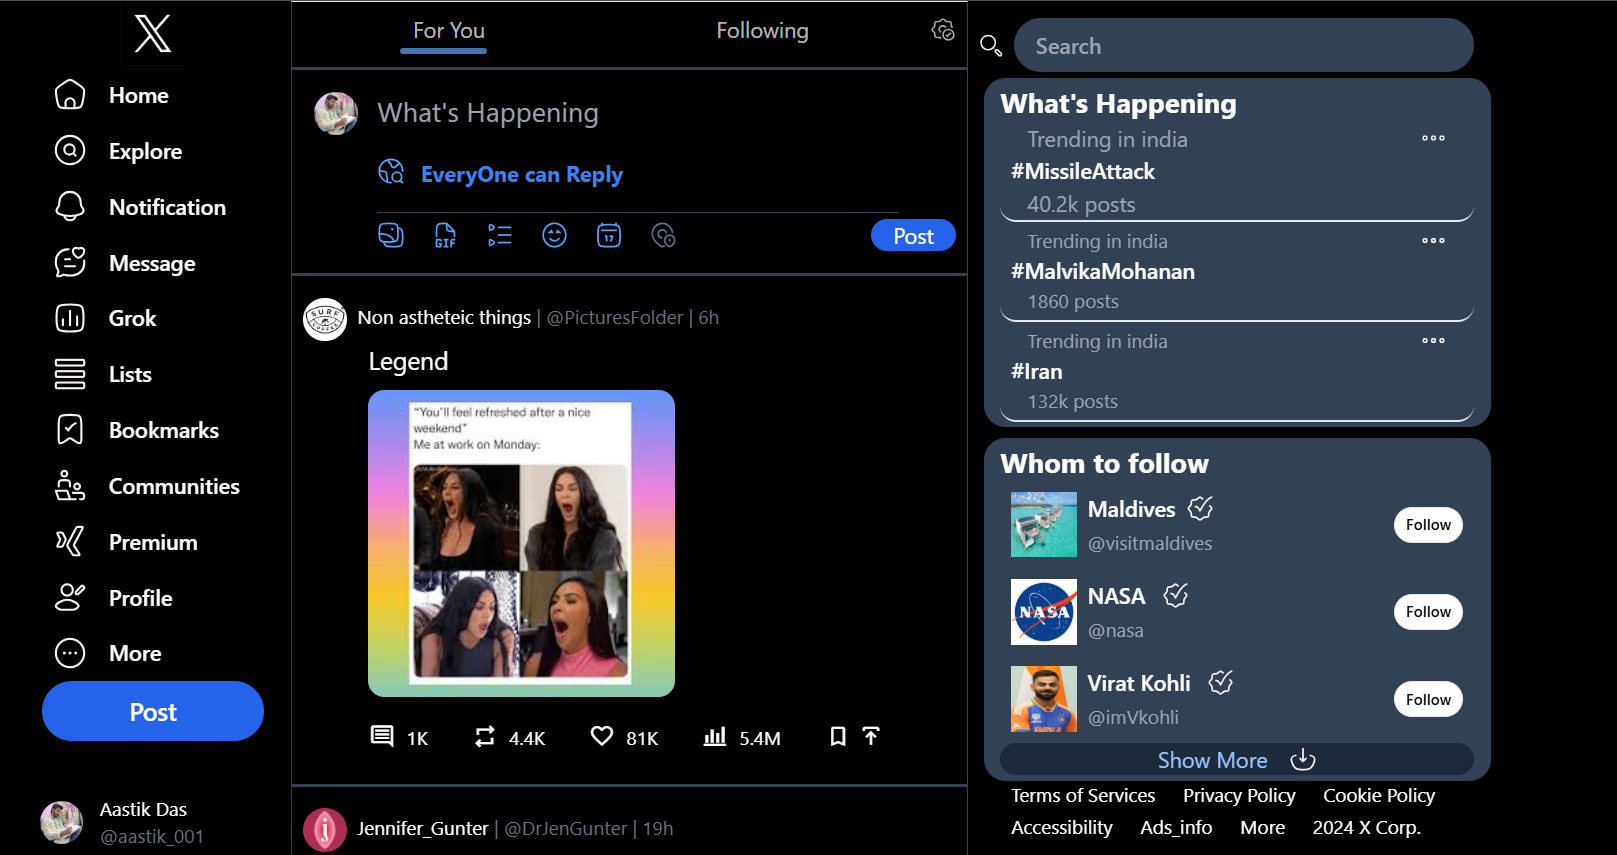 X
Home
Explore
Notification
Message
Grok
Lists
Bookmarks
Communities
Premium
Profile
More
Post
Aastik Das
@aastik_001
For You
Following
What's Happening
EveryOne can Reply
GIF
17
Post
SURF
COFFEE
Non astheteic things | @PicturesFolder | 6h
Legend
"You'll feel refreshed after a nice
weekend"
Me at work on Monday:
1K
4.4K
81K
5.4M
j
Jennifer_Gunter | @DrJenGunter | 19h
Search
What's Happening
Trending in india
#MissileAttack
40.2k posts
Trending in india
#MalvikaMohanan
1860 posts
Trending in india
#Iran
132k posts
Whom to follow
Maldives
@visitmaldives
Follow
NASA
NASA
@nasa
Follow
Virat Kohli
@imVkohli
Follow
INDIA
Show More
Terms of Services Privacy Policy Cookie Policy
Accessibility Ads_info More 2024 X Corp.